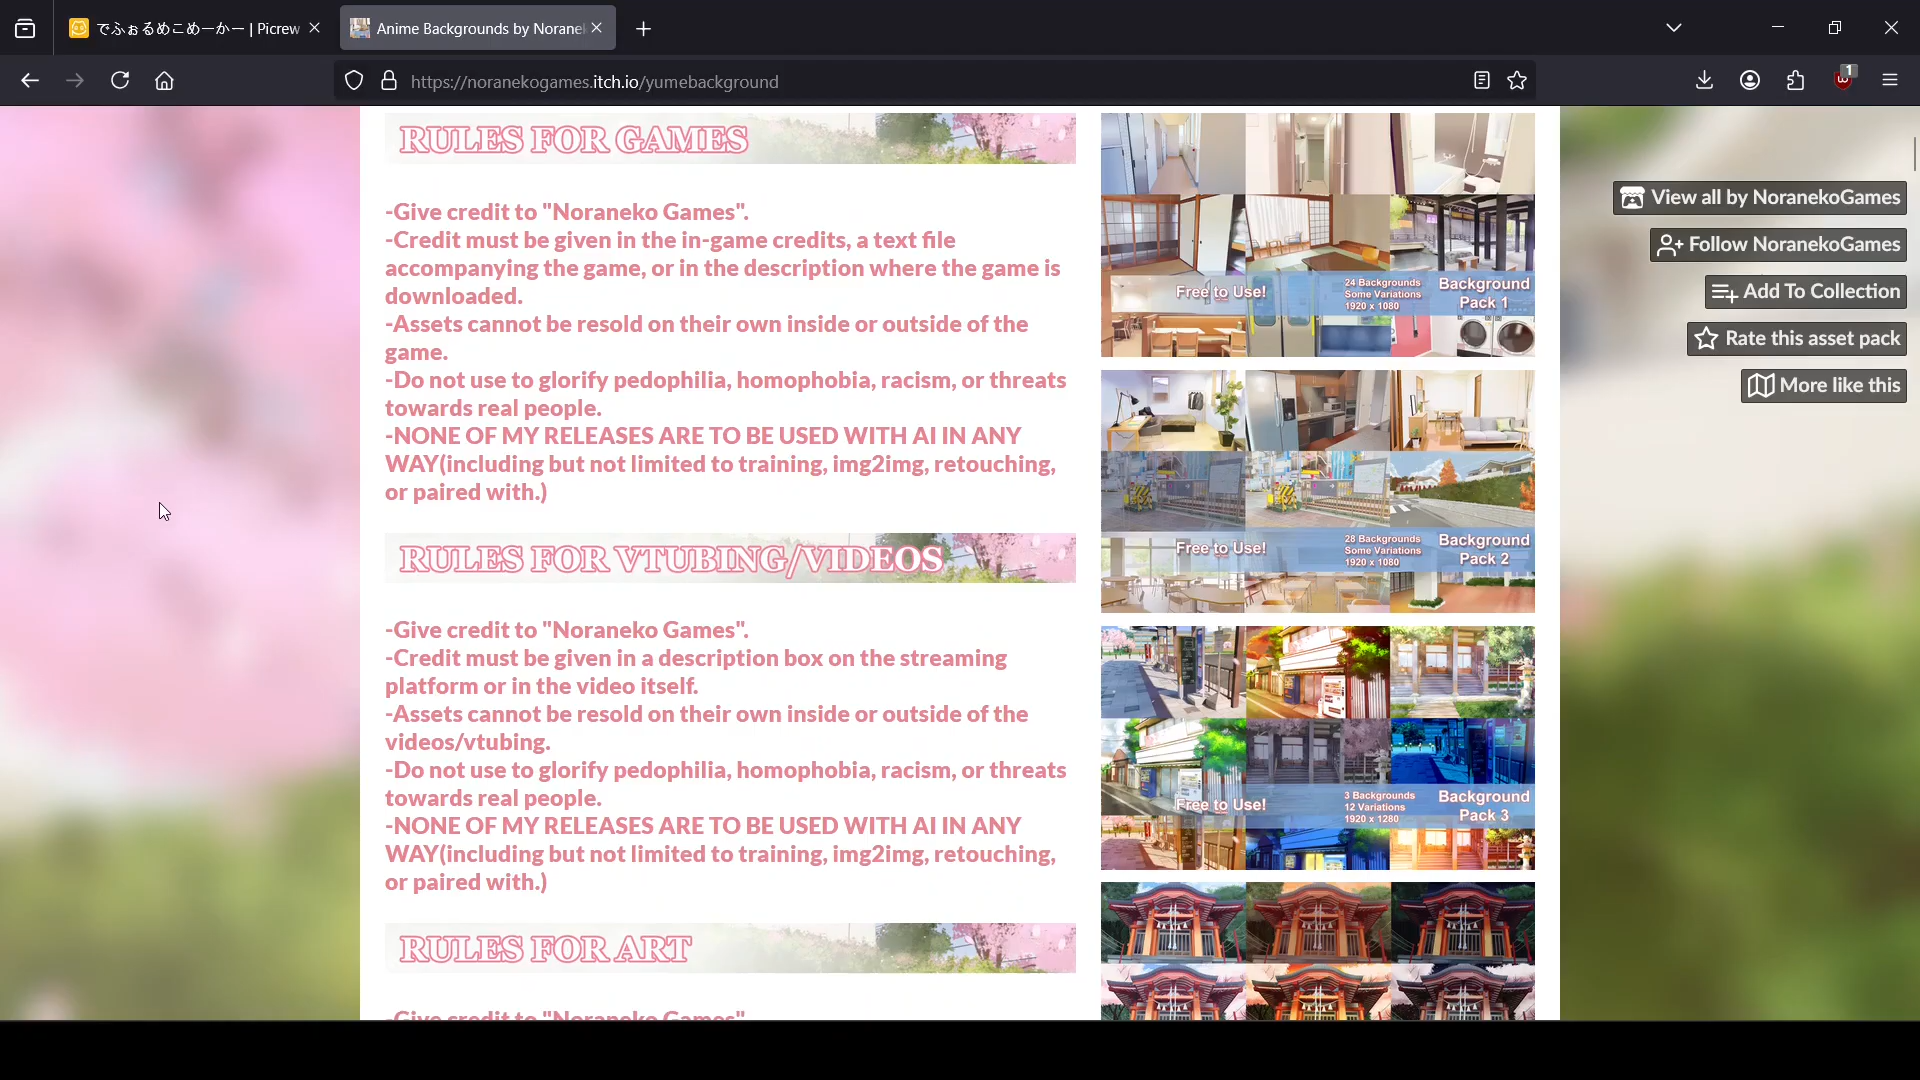 でふぉるめこめーかー | Picrew
Anime Backgrounds by Norane
https://noranekogames.itch.io/yumebackground
1
RULES FOR GAMES
-Give credit to "Noraneko Games".
-Credit must be given in the in-game credits, a text file
accompanying the game, or in the description where the game is
downloaded.
-Assets cannot be resold on their own inside or outside of the
game.
-Do not use to glorify pedophilia, homophobia, racism, or threats
towards real people.
-NONE OF MY RELEASES ARE TO BE USED WITH AI IN ANY
WAY(including but not limited to training, img2img, retouching,
or paired with.)
RULES FOR VTUBING/VIDEOS
-Give credit to "Noraneko Games".
-Credit must be given in a description box on the streaming
platform or in the video itself.
-Assets cannot be resold on their own inside or outside of the
videos/vtubing.
-Do not use to glorify pedophilia, homophobia, racism, or threats
towards real people.
-NONE OF MY RELEASES ARE TO BE USED WITH AI IN ANY
WAY(including but not limited to training, img2img, retouching,
or paired with.)
RULES FOR ART
-Give credit to "Noraneko Games".
Free to Use!
24 Backgrounds
Some Variations
1920 x 1080
Background
Pack 1
Free to Use!
28 Backgrounds
Some Variations
1920 x 1080
Background
Pack 2
Free to Use!
3 Backgrounds
12 Variations
1920 x 1280
Background
Pack 3
View all by NoranekoGames
Follow NoranekoGames
Add To Collection
Rate this asset pack
More like this